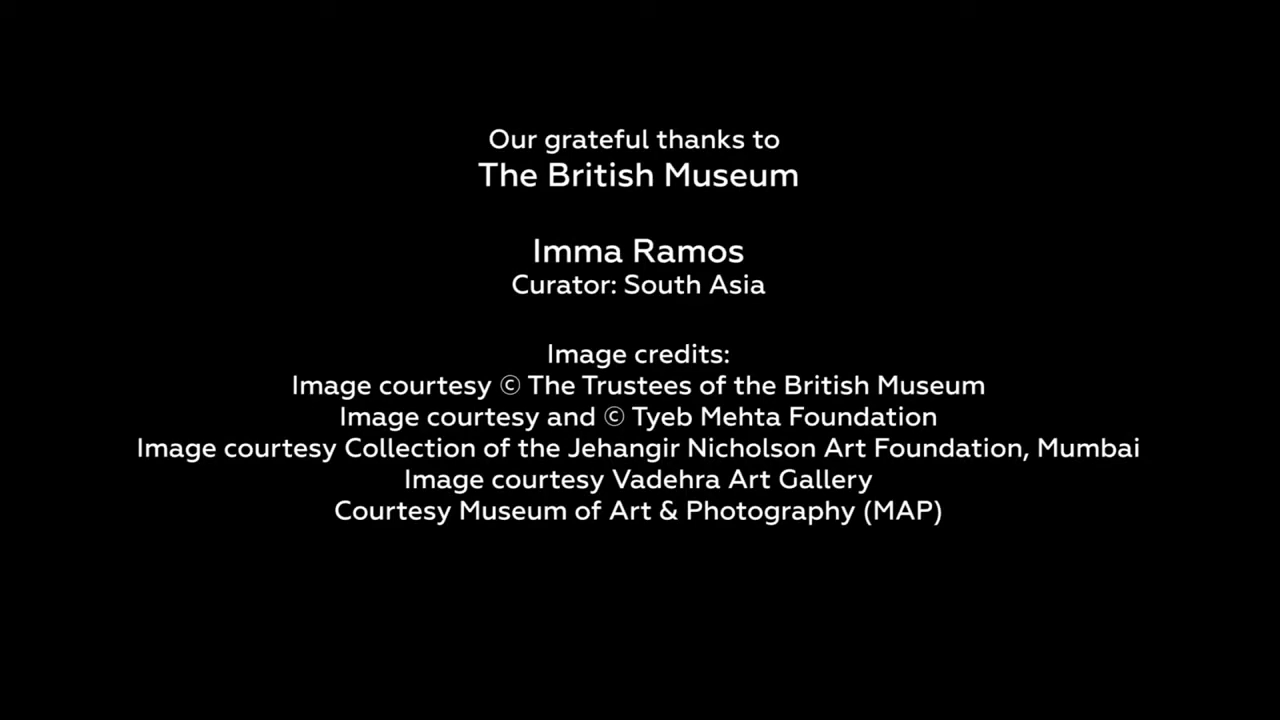 Our grateful thanks to
The British Museum
Imma Ramos
Curator: South Asia
Image credits:
Image courtesy © The Trustees of the British Museum
Image courtesy and © Tyeb Mehta Foundation
Image courtesy Collection of the Jehangir Nicholson Art Foundation, Mumbai
Image courtesy Vadehra Art Gallery
Courtesy Museum of Art & Photography (MAP)